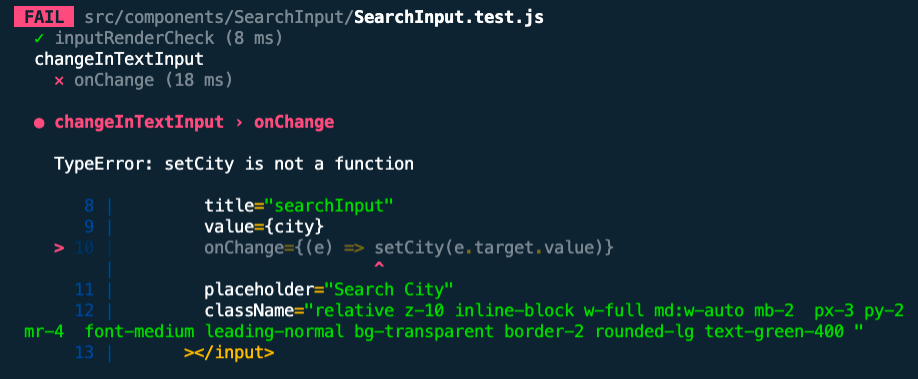 FAIL src/components/SearchInput/SearchInput.test.js
✓ inputRenderCheck (8 ms)
changeInTextInput
✕ onChange (18 ms)
● changeInTextInput › onChange
TypeError: setCity is not a function
8 | title="searchInput"
9 | value={city}
> 10 | onChange={(e) => setCity(e.target.value)}
| ^
11 | placeholder="Search City"
12 | className="relative z-10 inline-block w-full md:w-auto mb-2  px-3 py-2
mr-4  font-medium leading-normal bg-transparent border-2 rounded-lg text-green-400 "
13 | ></input>